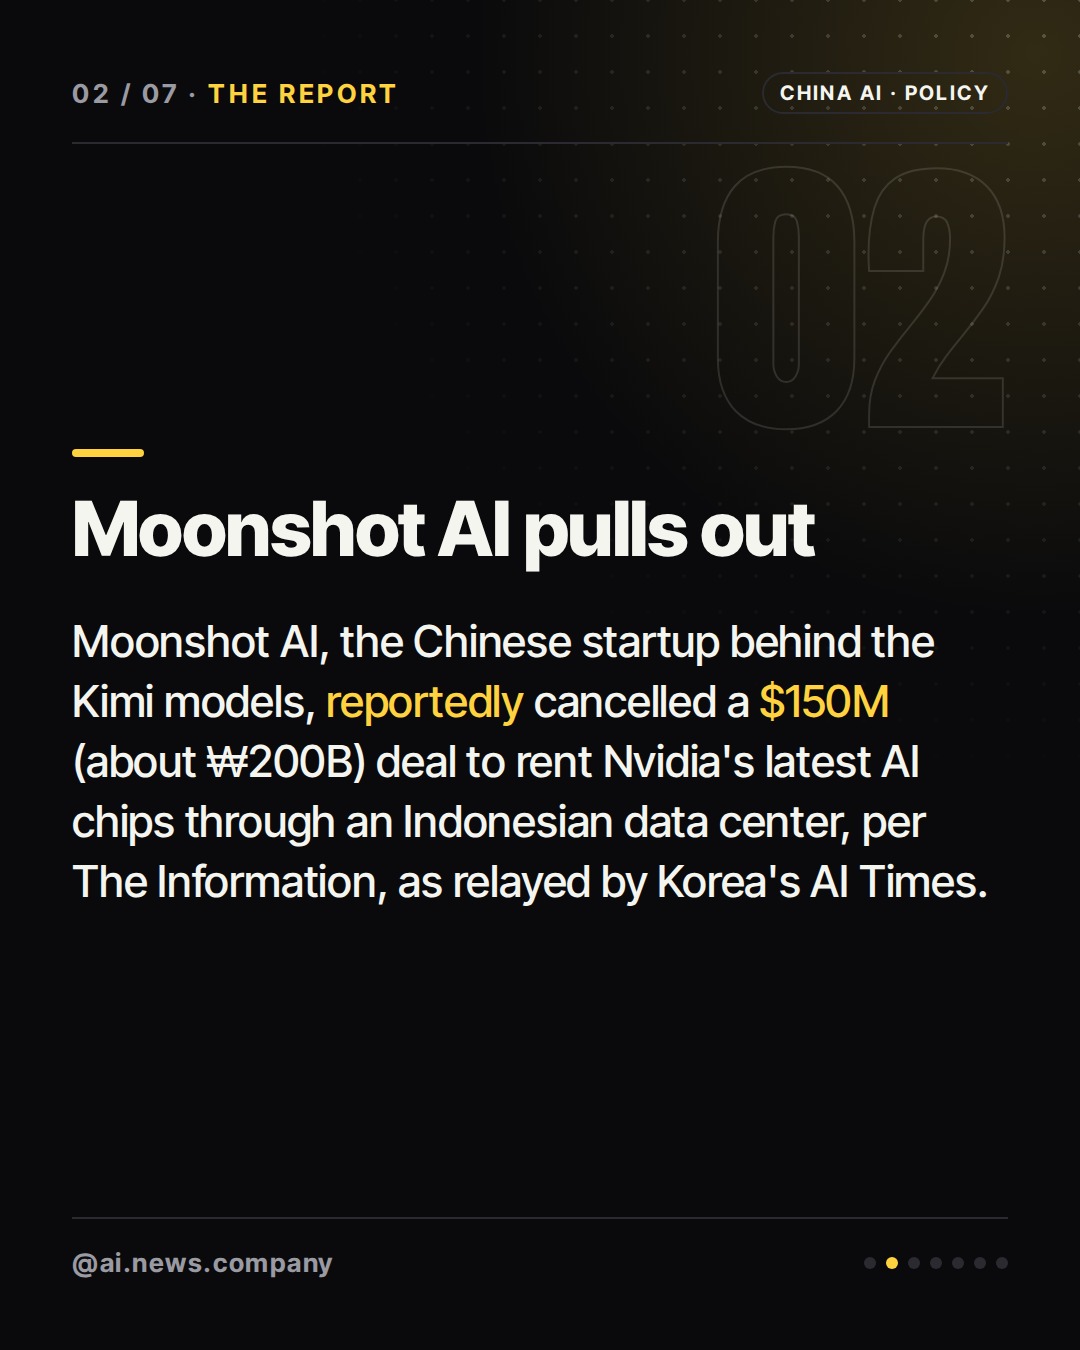 02 / 07 · THE REPORT
CHINA AI · POLICY
02
Moonshot AI pulls out
Moonshot AI, the Chinese startup behind the
Kimi models, reportedly cancelled a $150M
(about ₩200B) deal to rent Nvidia's latest AI
chips through an Indonesian data center, per
The Information, as relayed by Korea's AI Times.
@ai.news.company